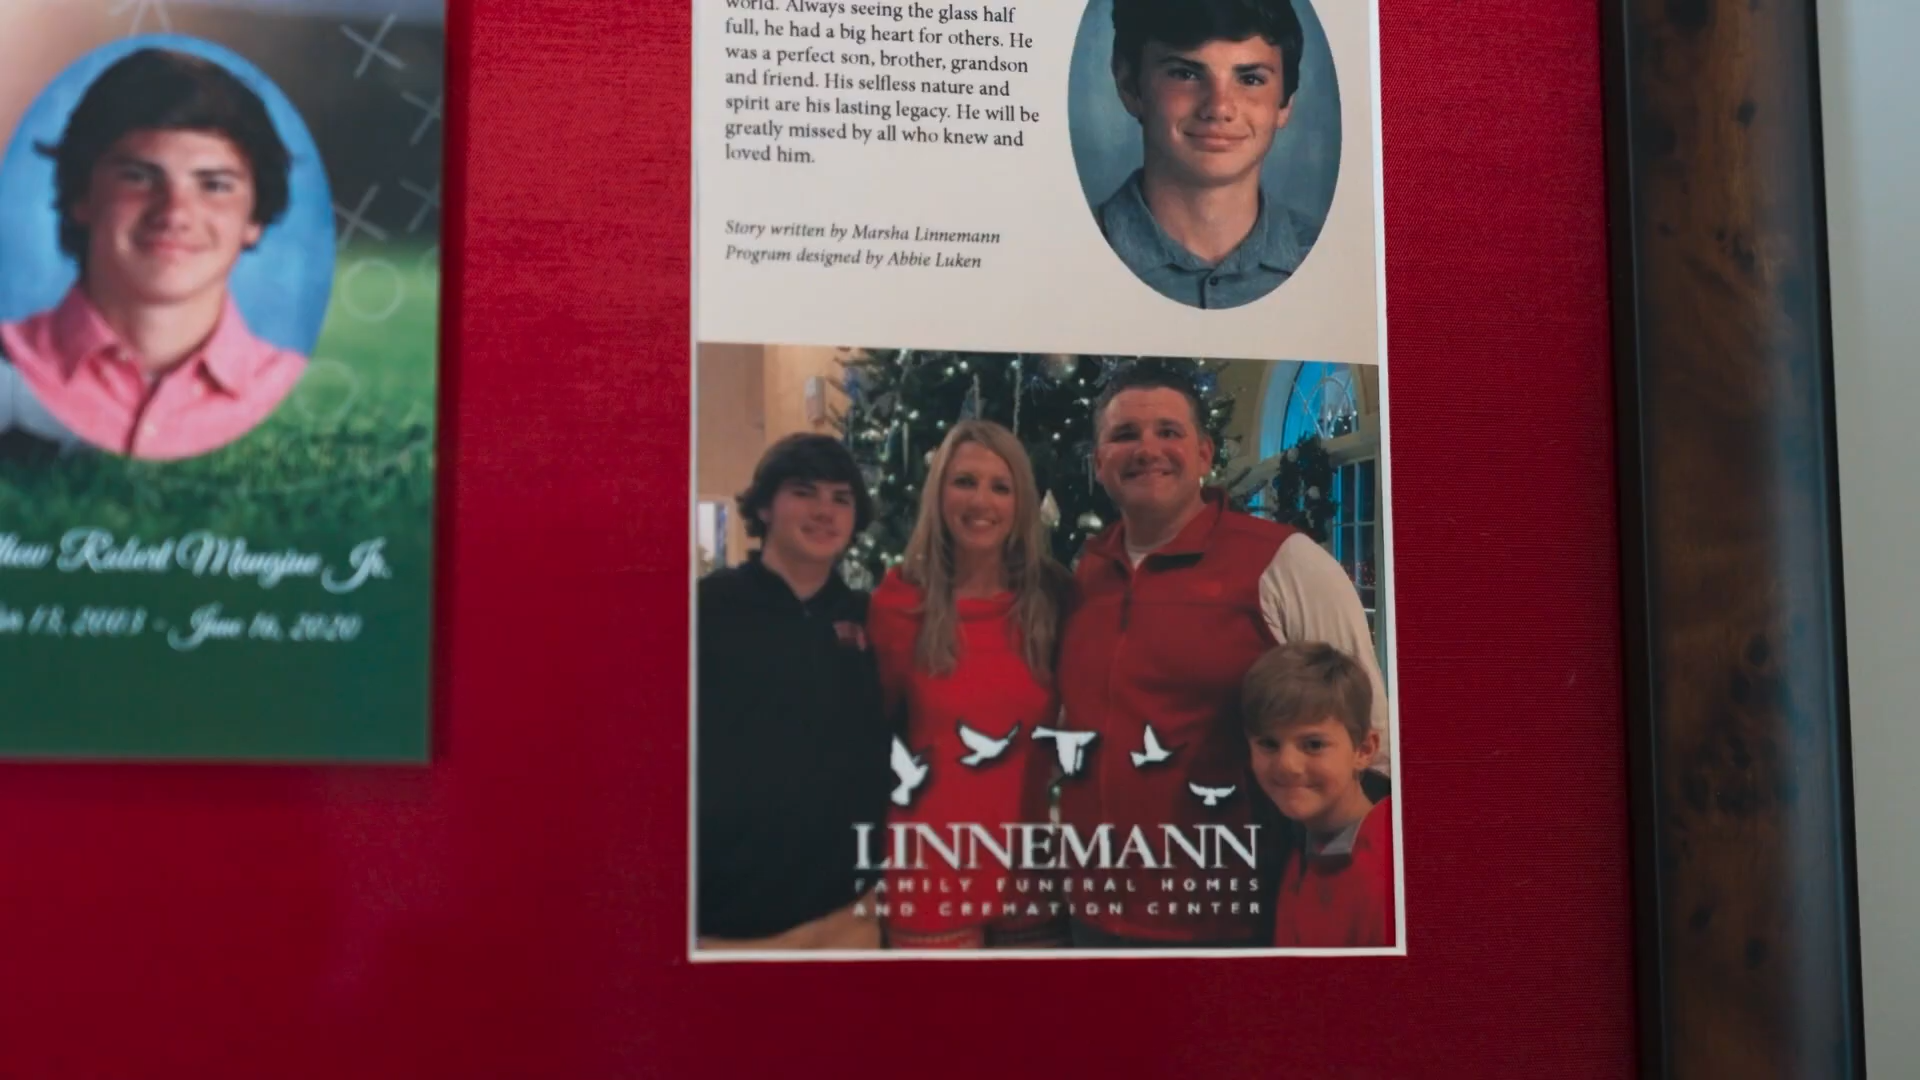 world. Always seeing the glass half
full, he had a big heart for others. He
was a perfect son, brother, grandson
and friend. His selfless nature and
spirit are his lasting legacy. He will be
greatly missed by all who knew and
loved him.
Story written by Marsha Linnemann
Program designed by Abbie Luken
Robert Mangine Jr.
2003 - June 16, 2020
LINNEMANN
FAMILY FUNERAL HOMES
AND CREMATION CENTER